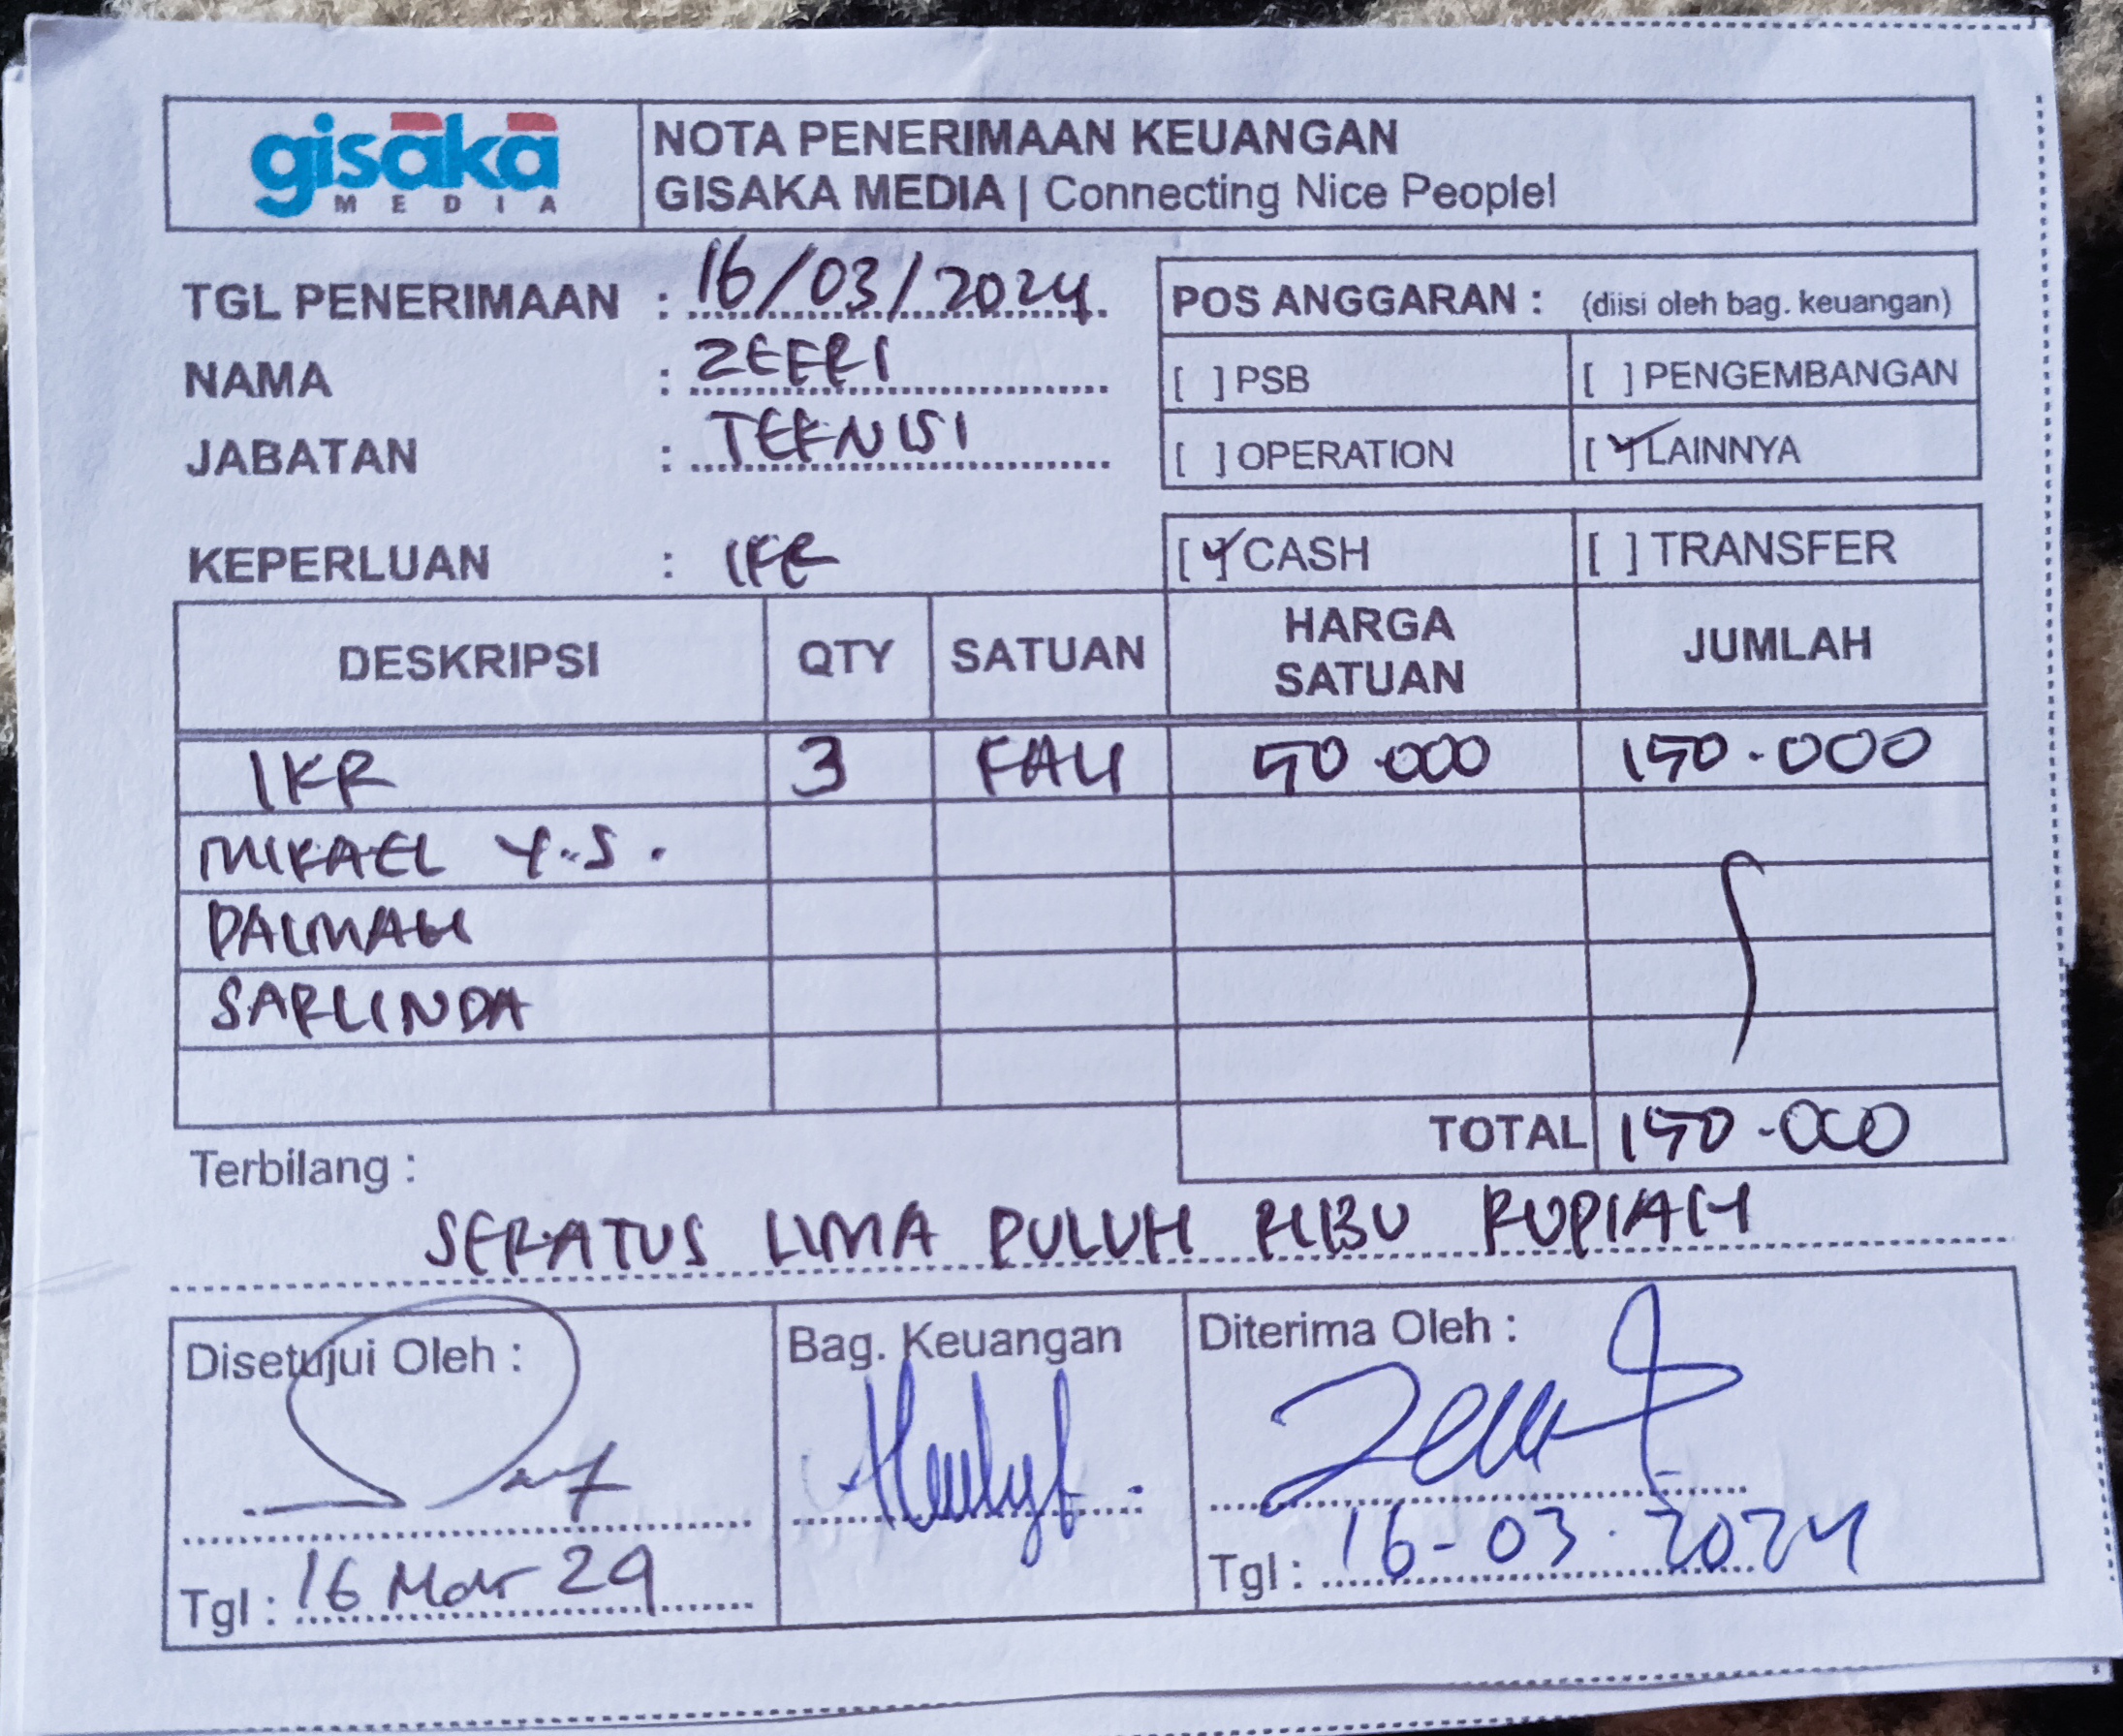 gisaka
MEDIA
NOTA PENERIMAAN KEUANGAN
GISAKA MEDIA | Connecting Nice People!
TGL PENERIMAAN : 16/03/2024
NAMA : ZEFRI
JABATAN : TEKNISI
POS ANGGARAN : (diisi oleh bag. keuangan)
[ ] PSB [ ] PENGEMBANGAN
[ ] OPERATION [✓] LAINNYA
KEPERLUAN : IKR
[✓] CASH [ ] TRANSFER
DESKRIPSI QTY SATUAN HARGA SATUAN JUMLAH
IKR 3 KALI 50.000 150.000
MIKAEL Y.S.
DALMAH
SARLINDA
TOTAL 150.000
Terbilang :
SERATUS LIMA PULUH RIBU RUPIAH
Disetujui Oleh : Bag. Keuangan Diterima Oleh :
Tgl : 16 Mar 24 Tgl : 16-03-2024